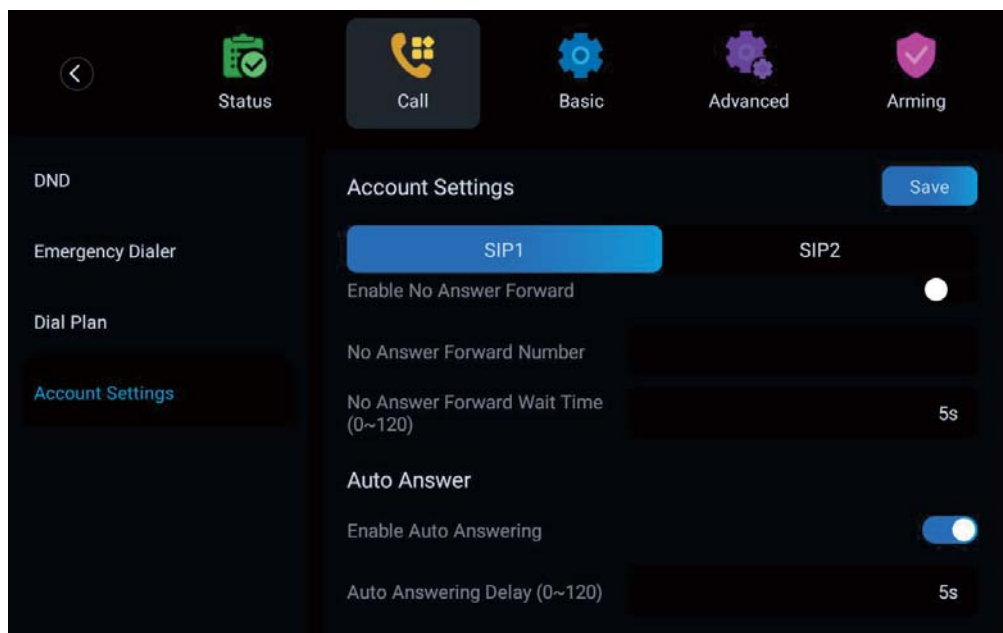 Status
Call
Basic
Advanced
Arming
DND
Emergency Dialer
Dial Plan
Account Settings
Account Settings
Save
SIP1
SIP2
Enable No Answer Forward
No Answer Forward Number
No Answer Forward Wait Time
(0~120)
5s
Auto Answer
Enable Auto Answering
Auto Answering Delay (0~120)
5s